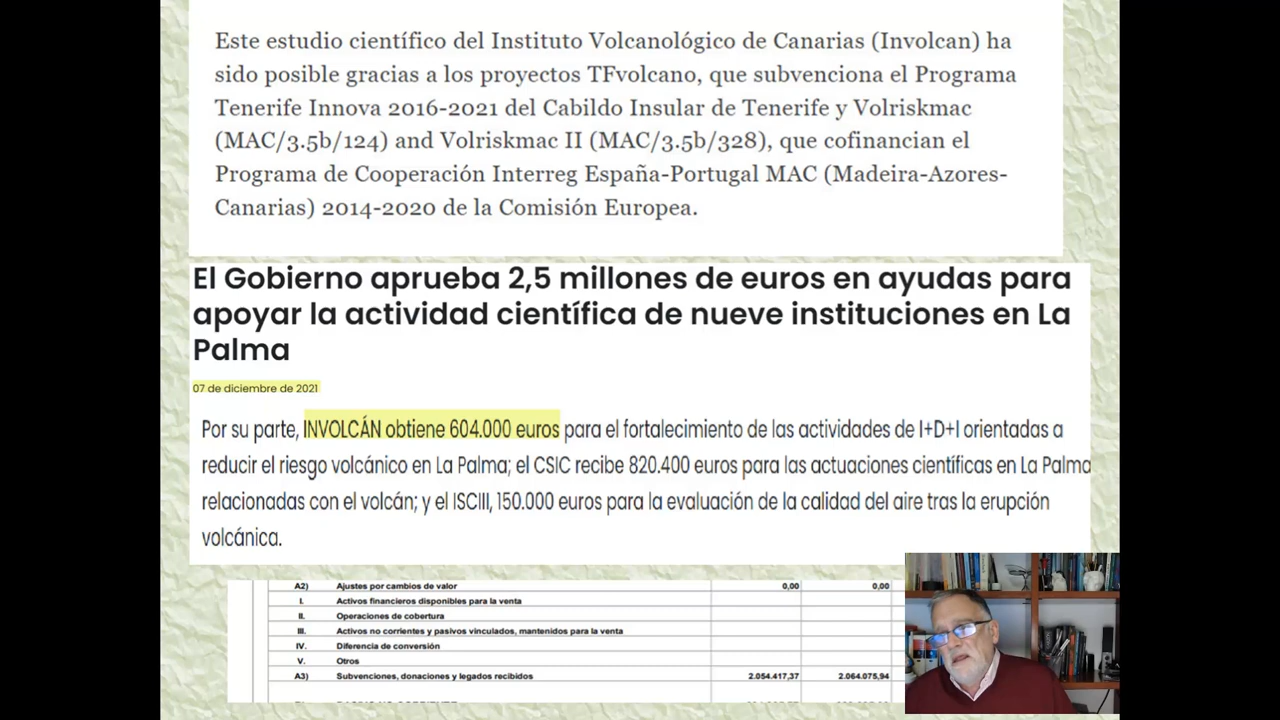 Este estudio científico del Instituto Volcanológico de Canarias (Involcan) ha
sido posible gracias a los proyectos TFvolcano, que subvenciona el Programa
Tenerife Innova 2016-2021 del Cabildo Insular de Tenerife y Volriskmac
(MAC/3.5b/124) and Volriskmac II (MAC/3.5b/328), que cofinancian el
Programa de Cooperación Interreg España-Portugal MAC (Madeira-Azores-
Canarias) 2014-2020 de la Comisión Europea.
El Gobierno aprueba 2,5 millones de euros en ayudas para
apoyar la actividad científica de nueve instituciones en La
Palma
07 de diciembre de 2021
Por su parte, INVOLCÁN obtiene 604.000 euros para el fortalecimiento de las actividades de I+D+I orientadas a
reducir el riesgo volcánico en La Palma; el CSIC recibe 820.400 euros para las actuaciones científicas en La Palma
relacionadas con el volcán; y el ISCIII, 150.000 euros para la evaluación de la calidad del aire tras la erupción
volcánica.
A2) Ajustes por cambios de valor 0,00 0,00
I. Activos financieros disponibles para la venta
II. Operaciones de cobertura
III. Activos no corrientes y pasivos vinculados, mantenidos para la venta
IV. Diferencia de conversión
V. Otros
A3) Subvenciones, donaciones y legados recibidos 2.054.417,37 2.064.075,94